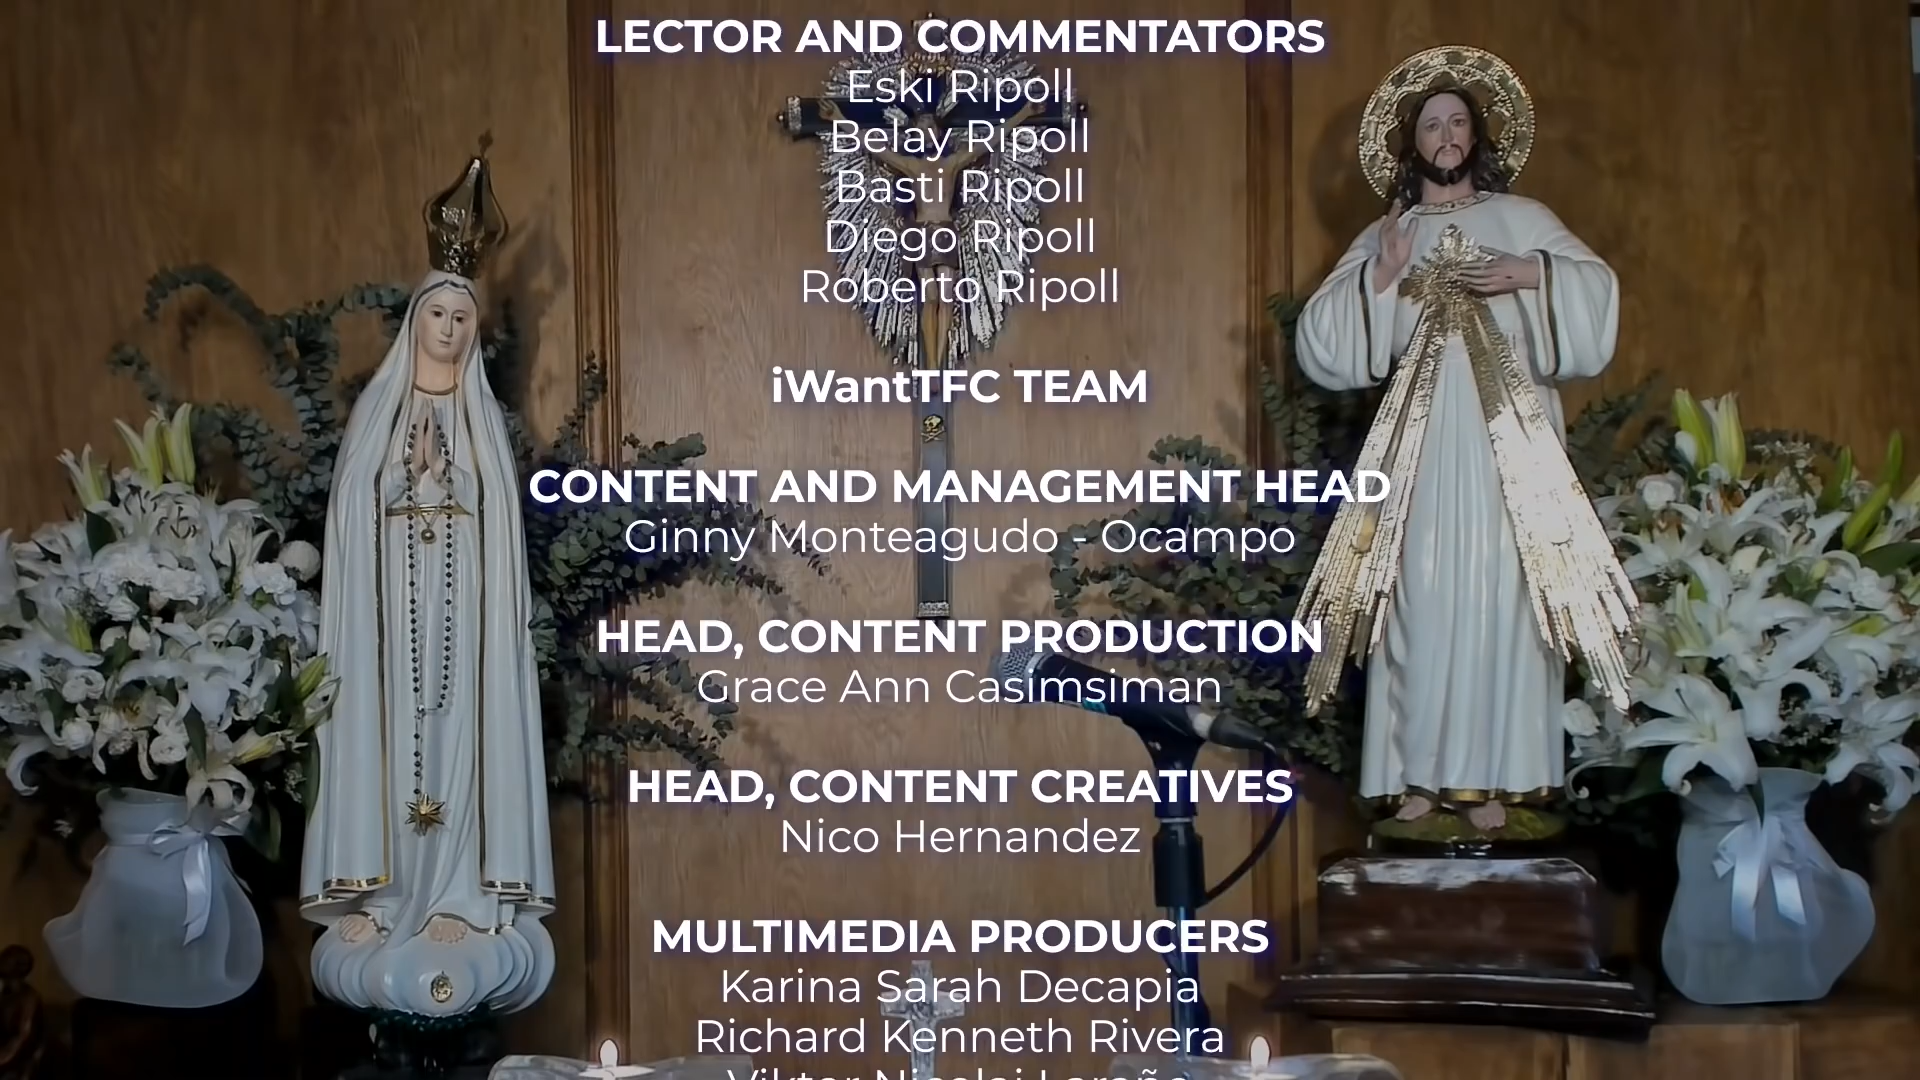 LECTOR AND COMMENTATORS
Eski Ripoll
Belay Ripoll
Basti Ripoll
Diego Ripoll
Roberto Ripoll
iWantTFC TEAM
CONTENT AND MANAGEMENT HEAD
Ginny Monteagudo - Ocampo
HEAD, CONTENT PRODUCTION
Grace Ann Casimsiman
HEAD, CONTENT CREATIVES
Nico Hernandez
MULTIMEDIA PRODUCERS
Karina Sarah Decapia
Richard Kenneth Rivera